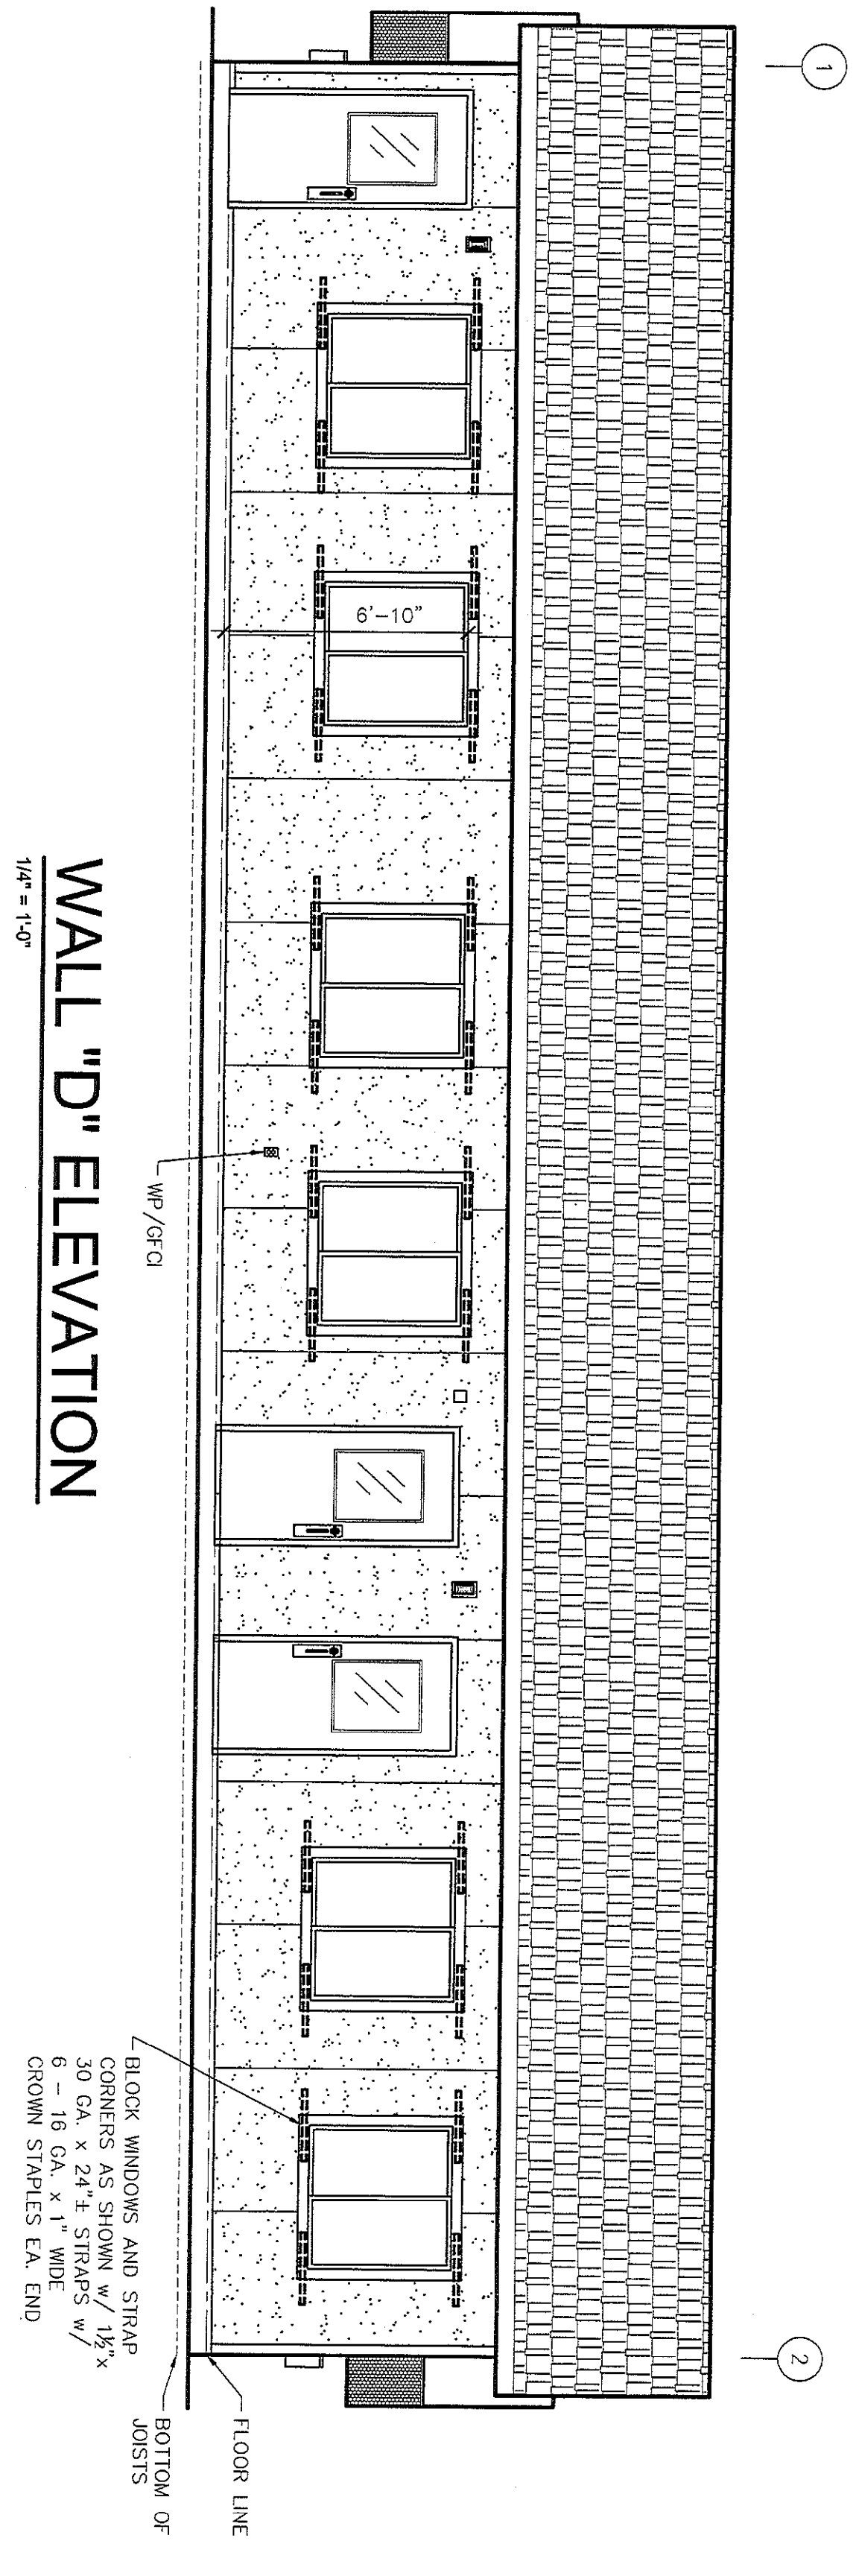 1
2
6'-10"
WP/GFCI
FLOOR LINE
BOTTOM OF
JOISTS
BLOCK WINDOWS AND STRAP
CORNERS AS SHOWN w/ 1½"x
30 GA. x 24"± STRAPS w/
6 - 16 GA. x 1" WIDE
CROWN STAPLES EA. END
WALL "D" ELEVATION
1/4" = 1'-0"